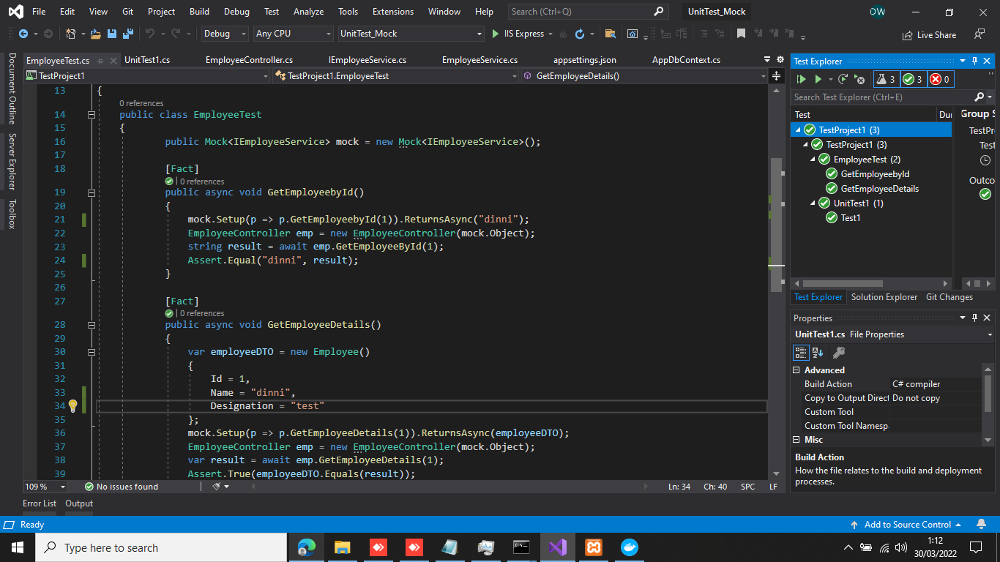 File Edit View Git Project Build Debug Test Analyze Tools Extensions Window Help Search (Ctrl+Q) UnitTest_Mock OW
Debug Any CPU UnitTest_Mock IIS Express Live Share
Document Outline
Server Explorer
Toolbox
EmployeeTest.cs UnitTest1.cs EmployeeController.cs IEmployeeService.cs EmployeeService.cs appsettings.json AppDbContext.cs
TestProject1 TestProject1.EmployeeTest GetEmployeeDetails()
13 {
0 references
14 public class EmployeeTest
15 {
16 public Mock<IEmployeeService> mock = new Mock<IEmployeeService>();
17
18 [Fact]
0 references
19 public async void GetEmployeebyId()
20 {
21 mock.Setup(p => p.GetEmployeebyId(1)).ReturnsAsync("dinni");
22 EmployeeController emp = new EmployeeController(mock.Object);
23 string result = await emp.GetEmployeeById(1);
24 Assert.Equal("dinni", result);
25 }
26
27 [Fact]
0 references
28 public async void GetEmployeeDetails()
29 {
30 var employeeDTO = new Employee()
31 {
32 Id = 1,
33 Name = "dinni",
34 Designation = "test"
35 };
36 mock.Setup(p => p.GetEmployeeDetails(1)).ReturnsAsync(employeeDTO);
37 EmployeeController emp = new EmployeeController(mock.Object);
38 var result = await emp.GetEmployeeDetails(1);
39 Assert.True(employeeDTO.Equals(result));
109 % No issues found Ln: 34 Ch: 40 SPC LF
Test Explorer
3 3 0
Search Test Explorer (Ctrl+E)
Test Dur Group S
TestProject1 (3) TestPr
TestProject1 (3) Test
EmployeeTest (2)
GetEmployeebyId Outco
GetEmployeeDetails
UnitTest1 (1)
Test1
Test Explorer Solution Explorer Git Changes
Properties
UnitTest1.cs File Properties
Advanced
Build Action C# compiler
Copy to Output Direct Do not copy
Custom Tool
Custom Tool Namesp
Misc
Build Action
How the file relates to the build and deployment
processes.
Error List Output
Ready Add to Source Control
Type here to search
1:12
30/03/2022